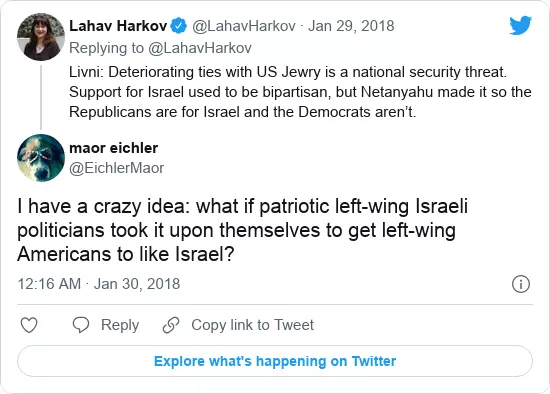 Lahav Harkov @LahavHarkov · Jan 29, 2018
Replying to @LahavHarkov
Livni: Deteriorating ties with US Jewry is a national security threat.
Support for Israel used to be bipartisan, but Netanyahu made it so the
Republicans are for Israel and the Democrats aren’t.
maor eichler
@EichlerMaor
I have a crazy idea: what if patriotic left-wing Israeli
politicians took it upon themselves to get left-wing
Americans to like Israel?
12:16 AM · Jan 30, 2018
Reply Copy link to Tweet
Explore what's happening on Twitter